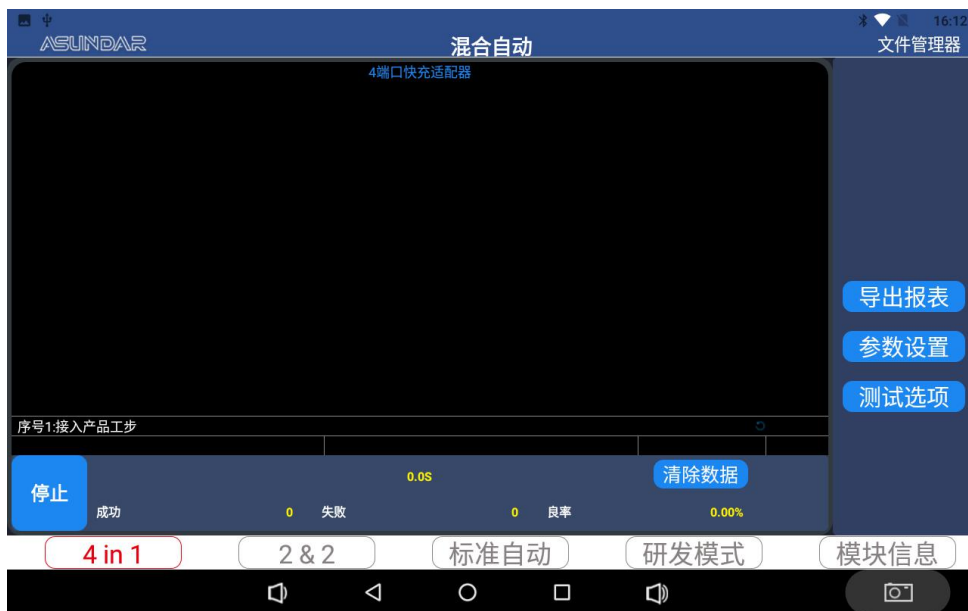 16:12
ASUNDAR
混合自动
文件管理器
4端口快充适配器
导出报表
参数设置
测试选项
序号1:接入产品工步
停止
0.0S
清除数据
成功 0 失败 0 良率 0.00%
4 in 1
2 & 2
标准自动
研发模式
模块信息